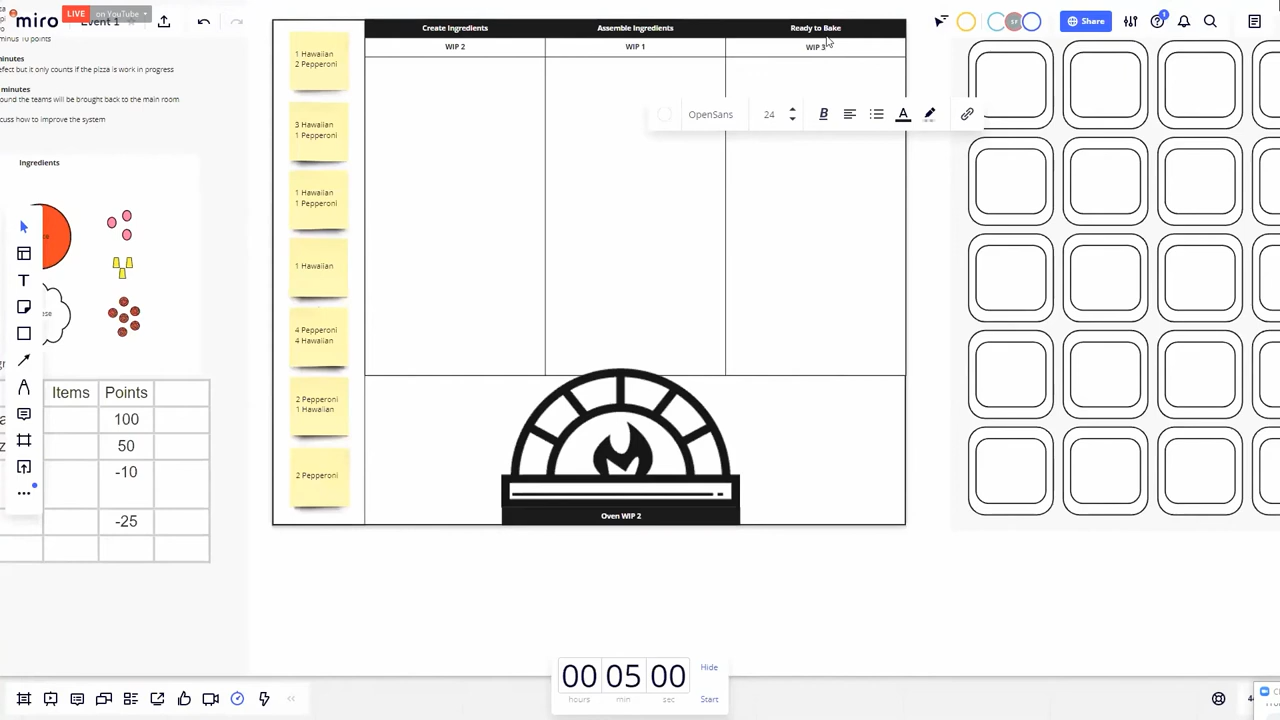 miro
LIVE
on YouTube
Event 1
Share
minus 10 points
minutes
efect but it only counts if the pizza is work in progress
minutes
ound the teams will be brought back to the main room
cuss how to improve the system
Ingredients
Items
Points
100
50
-10
-25
Create Ingredients
Assemble Ingredients
Ready to Bake
WIP 2
WIP 1
WIP 3
OpenSans
24
B
A
1 Hawaiian
2 Pepperoni
3 Hawaiian
1 Pepperoni
1 Hawaiian
1 Pepperoni
1 Hawaiian
4 Pepperoni
4 Hawaiian
2 Pepperoni
1 Hawaiian
2 Pepperoni
Oven WIP 2
00 05 00
hours min sec
Hide
Start